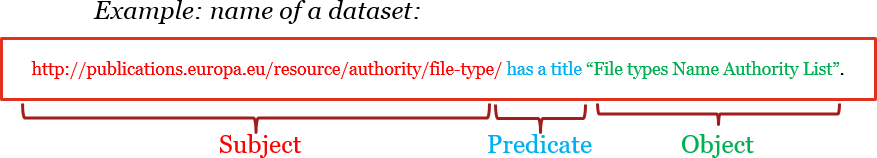 Example: name of a dataset:
http://publications.europa.eu/resource/authority/file-type/ has a title “File types Name Authority List”.
Subject Predicate Object